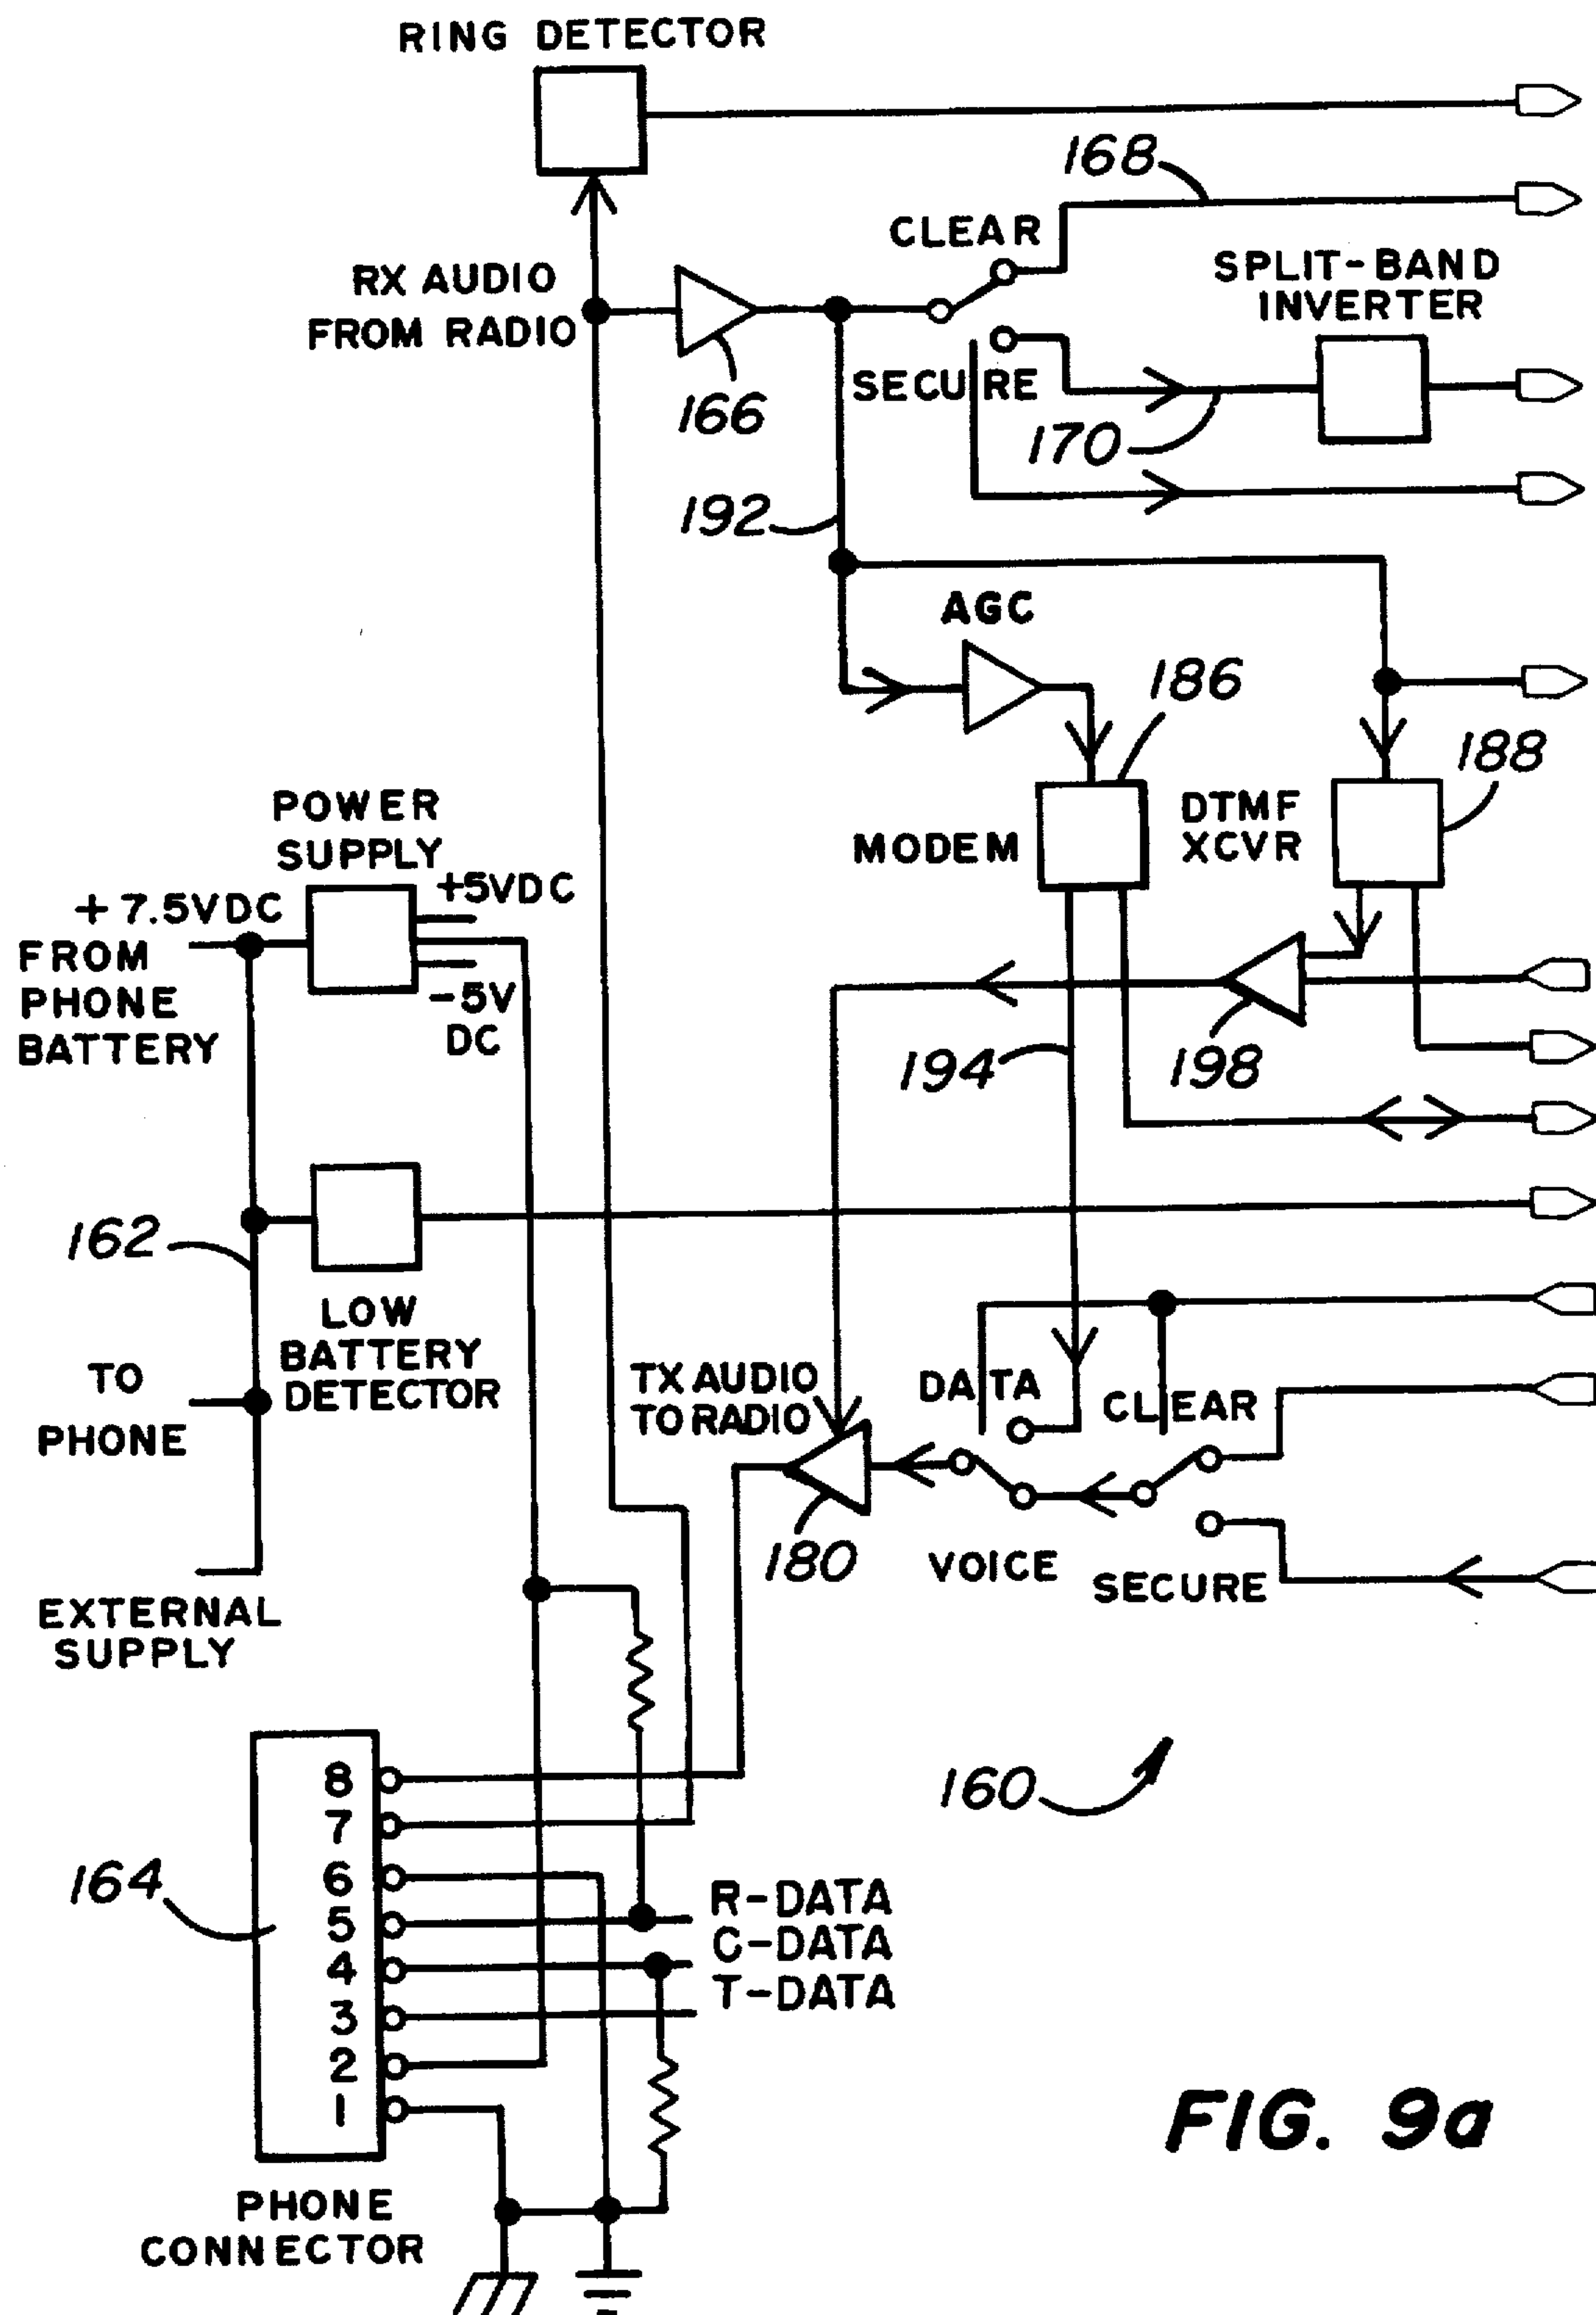 RING DETECTOR
168
CLEAR
RX AUDIO
FROM RADIO
SPLIT-BAND
INVERTER
166
SECURE
170
192
AGC
186
188
POWER
SUPPLY
MODEM
DTMF
XCVR
+5VDC
+7.5VDC
FROM
PHONE
BATTERY
-5V
DC
194
198
162
LOW
BATTERY
DETECTOR
TO
PHONE
TX AUDIO
TO RADIO
DATA
CLEAR
180
VOICE
SECURE
EXTERNAL
SUPPLY
8
7
6
5
4
3
2
1
160
164
R-DATA
C-DATA
T-DATA
PHONE
CONNECTOR
FIG. 9a